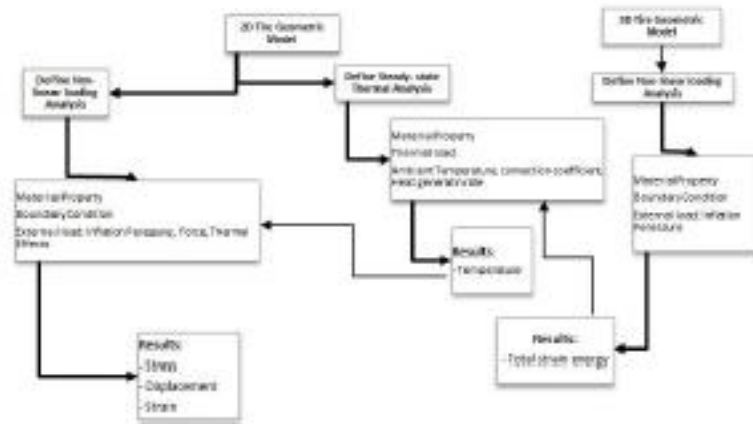 2D Tire Geometric
Model
3D Tire Geometric
Model
Define Non-
linear loading
Analysis
Define Steady- state
Thermal Analysis
Define Non-linear loading
Analysis
Material Property
Thermal load:
Ambient Temperature, convection coefficient,
Heat generation rate
Material Property
Boundary Condition
External load: Inflation
Material Property
Boundary Condition
External load: Inflation Force, Thermal
Effects
Results:
- Temperature
Results:
- Total strain energy
Results:
- Stress
- Displacement
- Strain